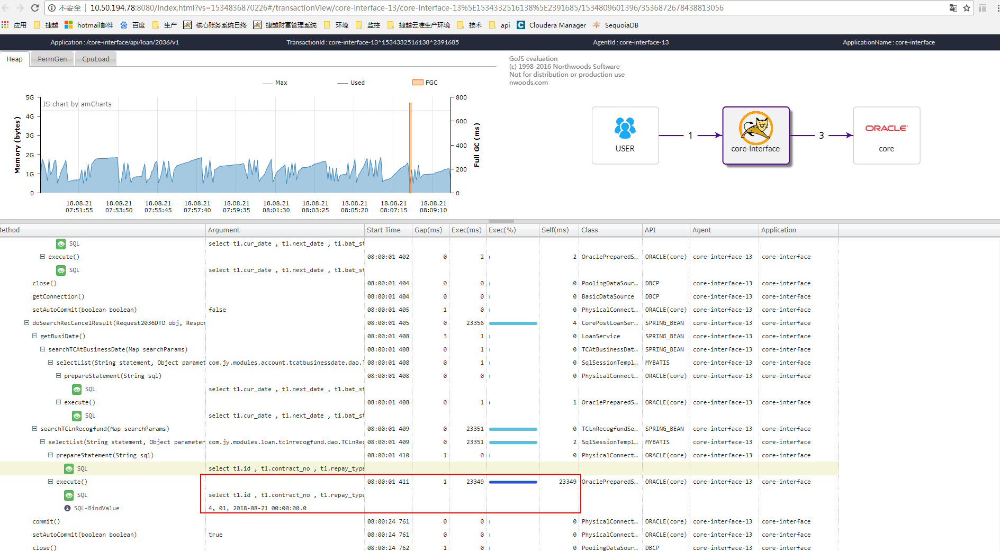 不安全 10.50.194.78:8080/index.html?vs=1534836870226#/transactionView/core-interface-13/core-interface-13%5E1534332516138%5E2391685/1534809601396/3536872678438813056
应用 捷越 hotmail邮件 百度 生产 核心账务系统日终 捷越财富管理系统 环境 监控 捷越云准生产环境 技术 api Cloudera Manager SequoiaDB
Application : /core-interface/api/loan/2036/v1 TransactionId : core-interface-13^1534332516138^2391685 AgentId : core-interface-13 ApplicationName : core-interface
Heap PermGen CpuLoad
GoJS evaluation
(c) 1998-2016 Northwoods Software
Not for distribution or production use
nwoods.com
Max Used FGC
JS chart by amCharts
Memory (bytes)
5G
4G
3G
2G
1G
0
Full GC (ms)
800
600
400
200
0
18.08.21 18.08.21 18.08.21 18.08.21 18.08.21 18.08.21 18.08.21 18.08.21 18.08.21 18.08.21
07:51:55 07:53:50 07:55:45 07:57:40 07:59:35 08:01:30 08:03:25 08:05:20 08:07:15 08:09:10
USER
1
core-interface
3
ORACLE
core
Method Argument Start Time Gap(ms) Exec(ms) Exec(%) Self(ms) Class API Agent Application
SQL select t1.cur_date , t1.next_date , t1.bat_st
execute() 08:00:01 402 0 2 2 OraclePreparedS... ORACLE(core) core-interface-13 core-interface
SQL select t1.cur_date , t1.next_date , t1.bat_st
close() 08:00:01 404 0 0 0 PoolingDataSour... DBCP core-interface-13 core-interface
getConnection() 08:00:01 404 0 0 0 BasicDataSource DBCP core-interface-13 core-interface
setAutoCommit(boolean boolean) false 08:00:01 405 1 0 0 PhysicalConnect... ORACLE(core) core-interface-13 core-interface
doSearchRecCancelResult(Request2036DTO obj, Respor 08:00:01 405 0 23356 4 CorePostLoanSer... SPRING_BEAN core-interface-13 core-interface
getBusiDate() 08:00:01 408 3 1 0 LoanService SPRING_BEAN core-interface-13 core-interface
searchTCAtBusinessDate(Map searchParams) 08:00:01 408 0 1 0 TCAtBusinessDat... SPRING_BEAN core-interface-13 core-interface
selectList(String statement, Object paramet com.jy.modules.account.tcatbusinessdate.dao.T 08:00:01 408 0 1 0 SqlSessionTempl... MYBATIS core-interface-13 core-interface
prepareStatement(String sql) 08:00:01 408 0 0 0 PhysicalConnect... ORACLE(core) core-interface-13 core-interface
SQL select t1.cur_date , t1.next_date , t1.bat_st
execute() 08:00:01 408 0 1 1 OraclePreparedS... ORACLE(core) core-interface-13 core-interface
SQL select t1.cur_date , t1.next_date , t1.bat_st
searchTCLnRecogfund(Map searchParams) 08:00:01 409 0 23351 0 TCLnRecogfundSe... SPRING_BEAN core-interface-13 core-interface
selectList(String statement, Object parameter com.jy.modules.loan.tclnrecogfund.dao.TCLnRec 08:00:01 409 0 23351 2 SqlSessionTempl... MYBATIS core-interface-13 core-interface
prepareStatement(String sql) 08:00:01 410 1 0 0 PhysicalConnect... ORACLE(core) core-interface-13 core-interface
SQL select t1.id , t1.contract_no , t1.repay_type
execute() 08:00:01 411 1 23349 23349 OraclePreparedS... ORACLE(core) core-interface-13 core-interface
SQL select t1.id , t1.contract_no , t1.repay_type
SQL-BindValue 4, 01, 2018-08-21 00:00:00.0
commit() 08:00:24 761 0 0 0 PhysicalConnect... ORACLE(core) core-interface-13 core-interface
setAutoCommit(boolean boolean) true 08:00:24 761 0 0 0 PhysicalConnect... ORACLE(core) core-interface-13 core-interface
close() 08:00:24 762 1 0 0 PoolingDataSour... DBCP core-interface-13 core-interface